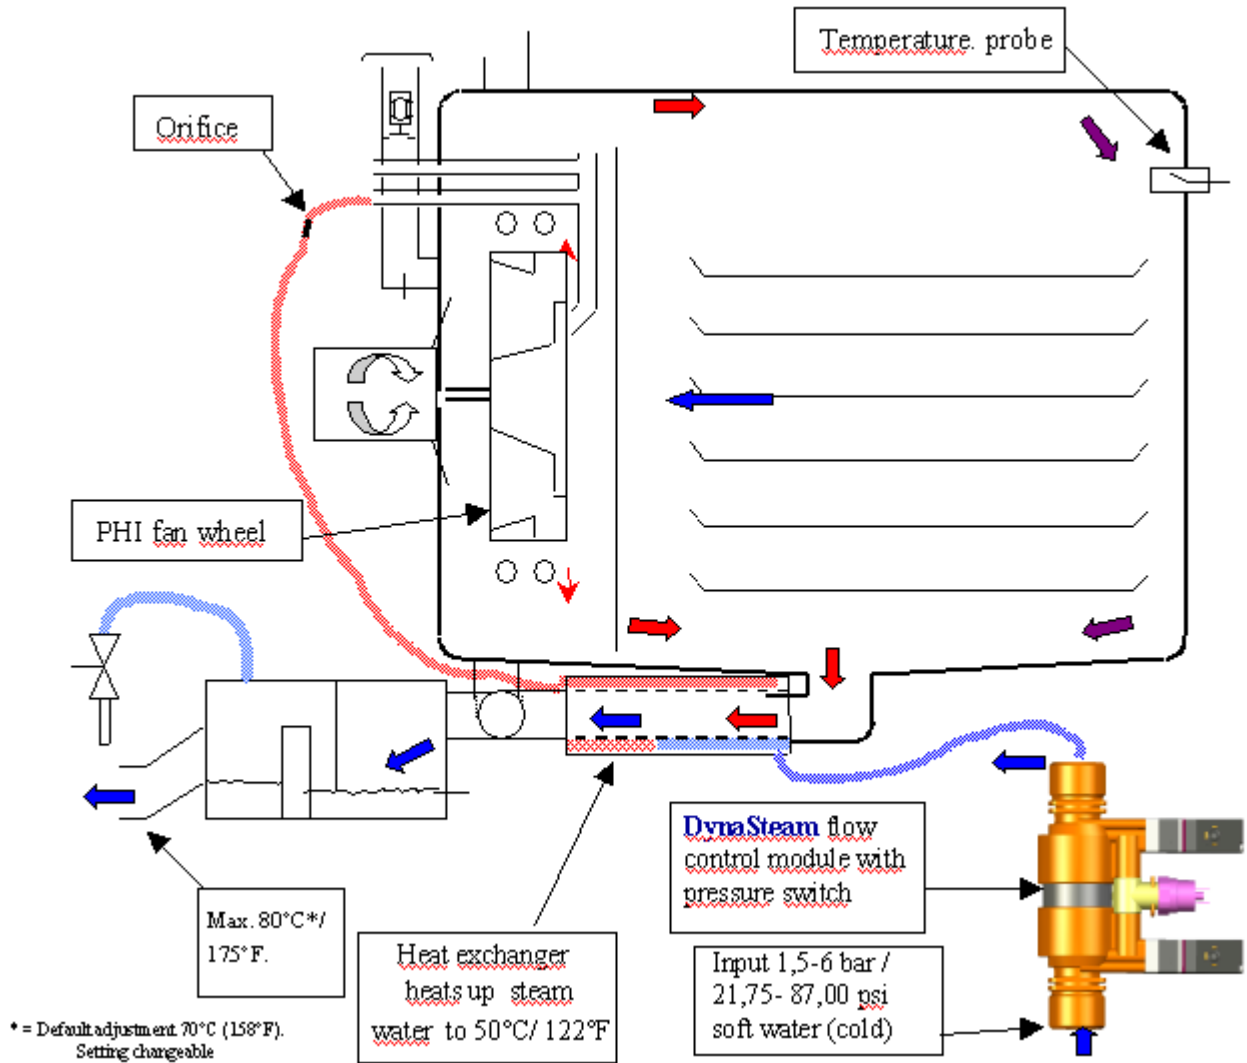 Temperature. probe
Orifice
PHI fan wheel
DynaSteam flow
control module with
pressure switch
Max. 80°C*/
175°F.
Heat exchanger
heats up steam
water to 50°C/ 122°F
Input 1,5-6 bar /
21,75- 87,00 psi
soft water (cold)
* = Default adjustment 70°C (158°F).
Setting changeable